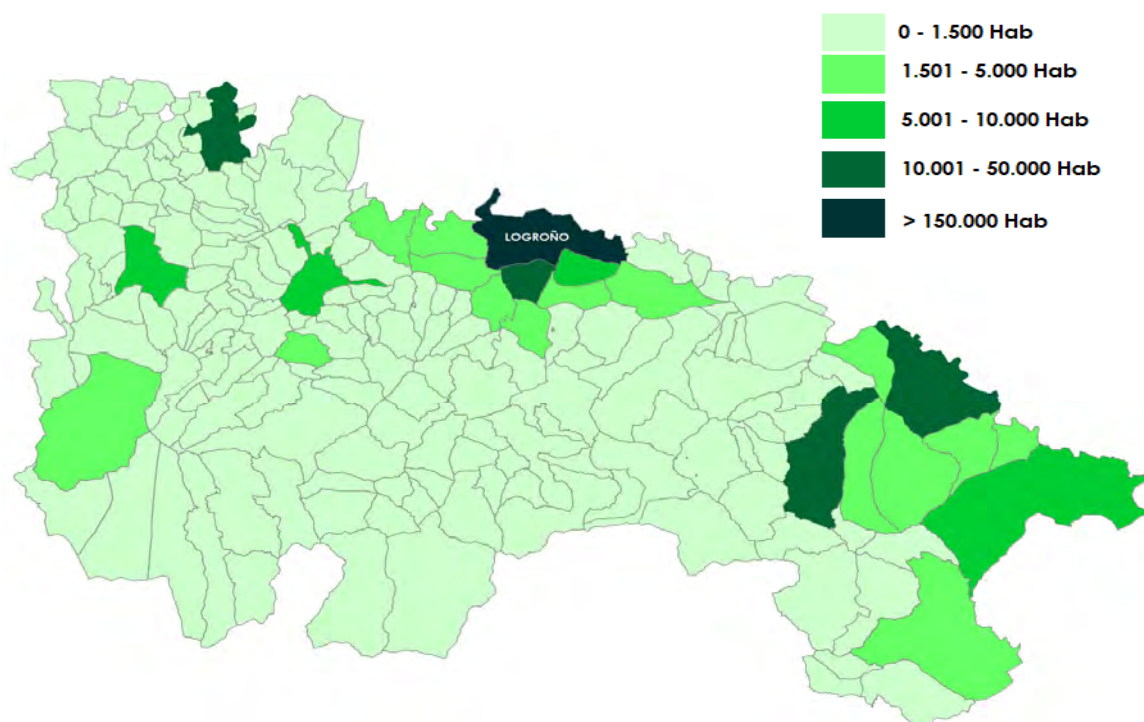 0 - 1.500 Hab
1.501 - 5.000 Hab
5.001 - 10.000 Hab
10.001 - 50.000 Hab
> 150.000 Hab
LOGROÑO